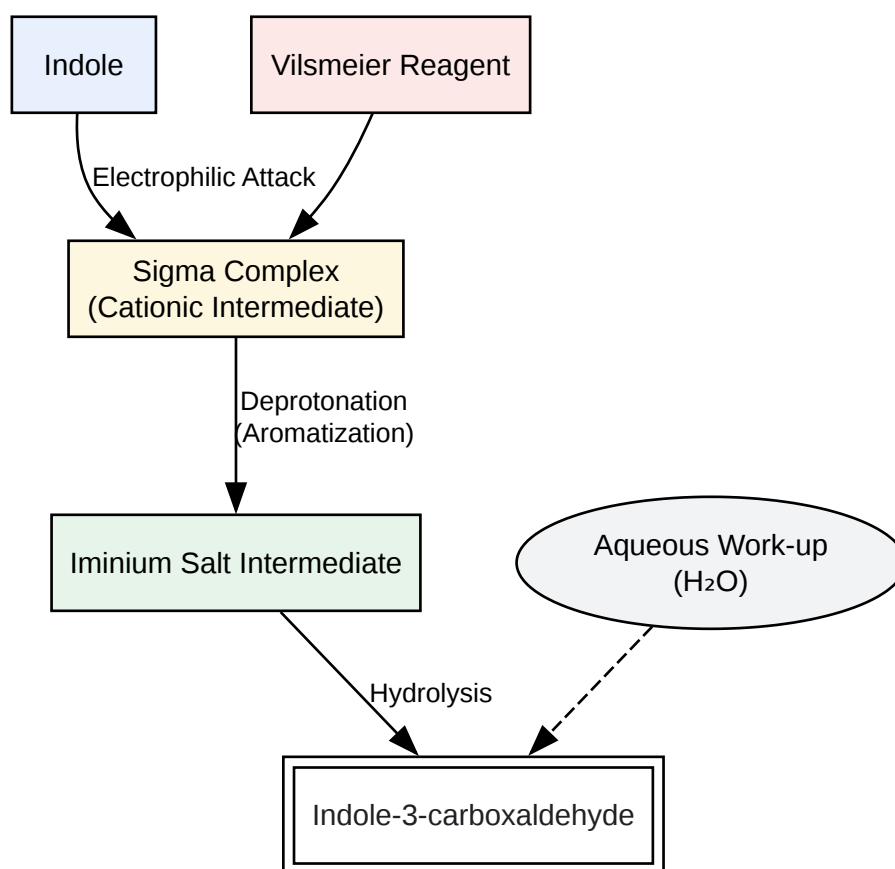 Indole
Vilsmeier Reagent
Electrophilic Attack
Sigma Complex
(Cationic Intermediate)
Deprotonation
(Aromatization)
Iminium Salt Intermediate
Aqueous Work-up
(H₂O)
Hydrolysis
Indole-3-carboxaldehyde